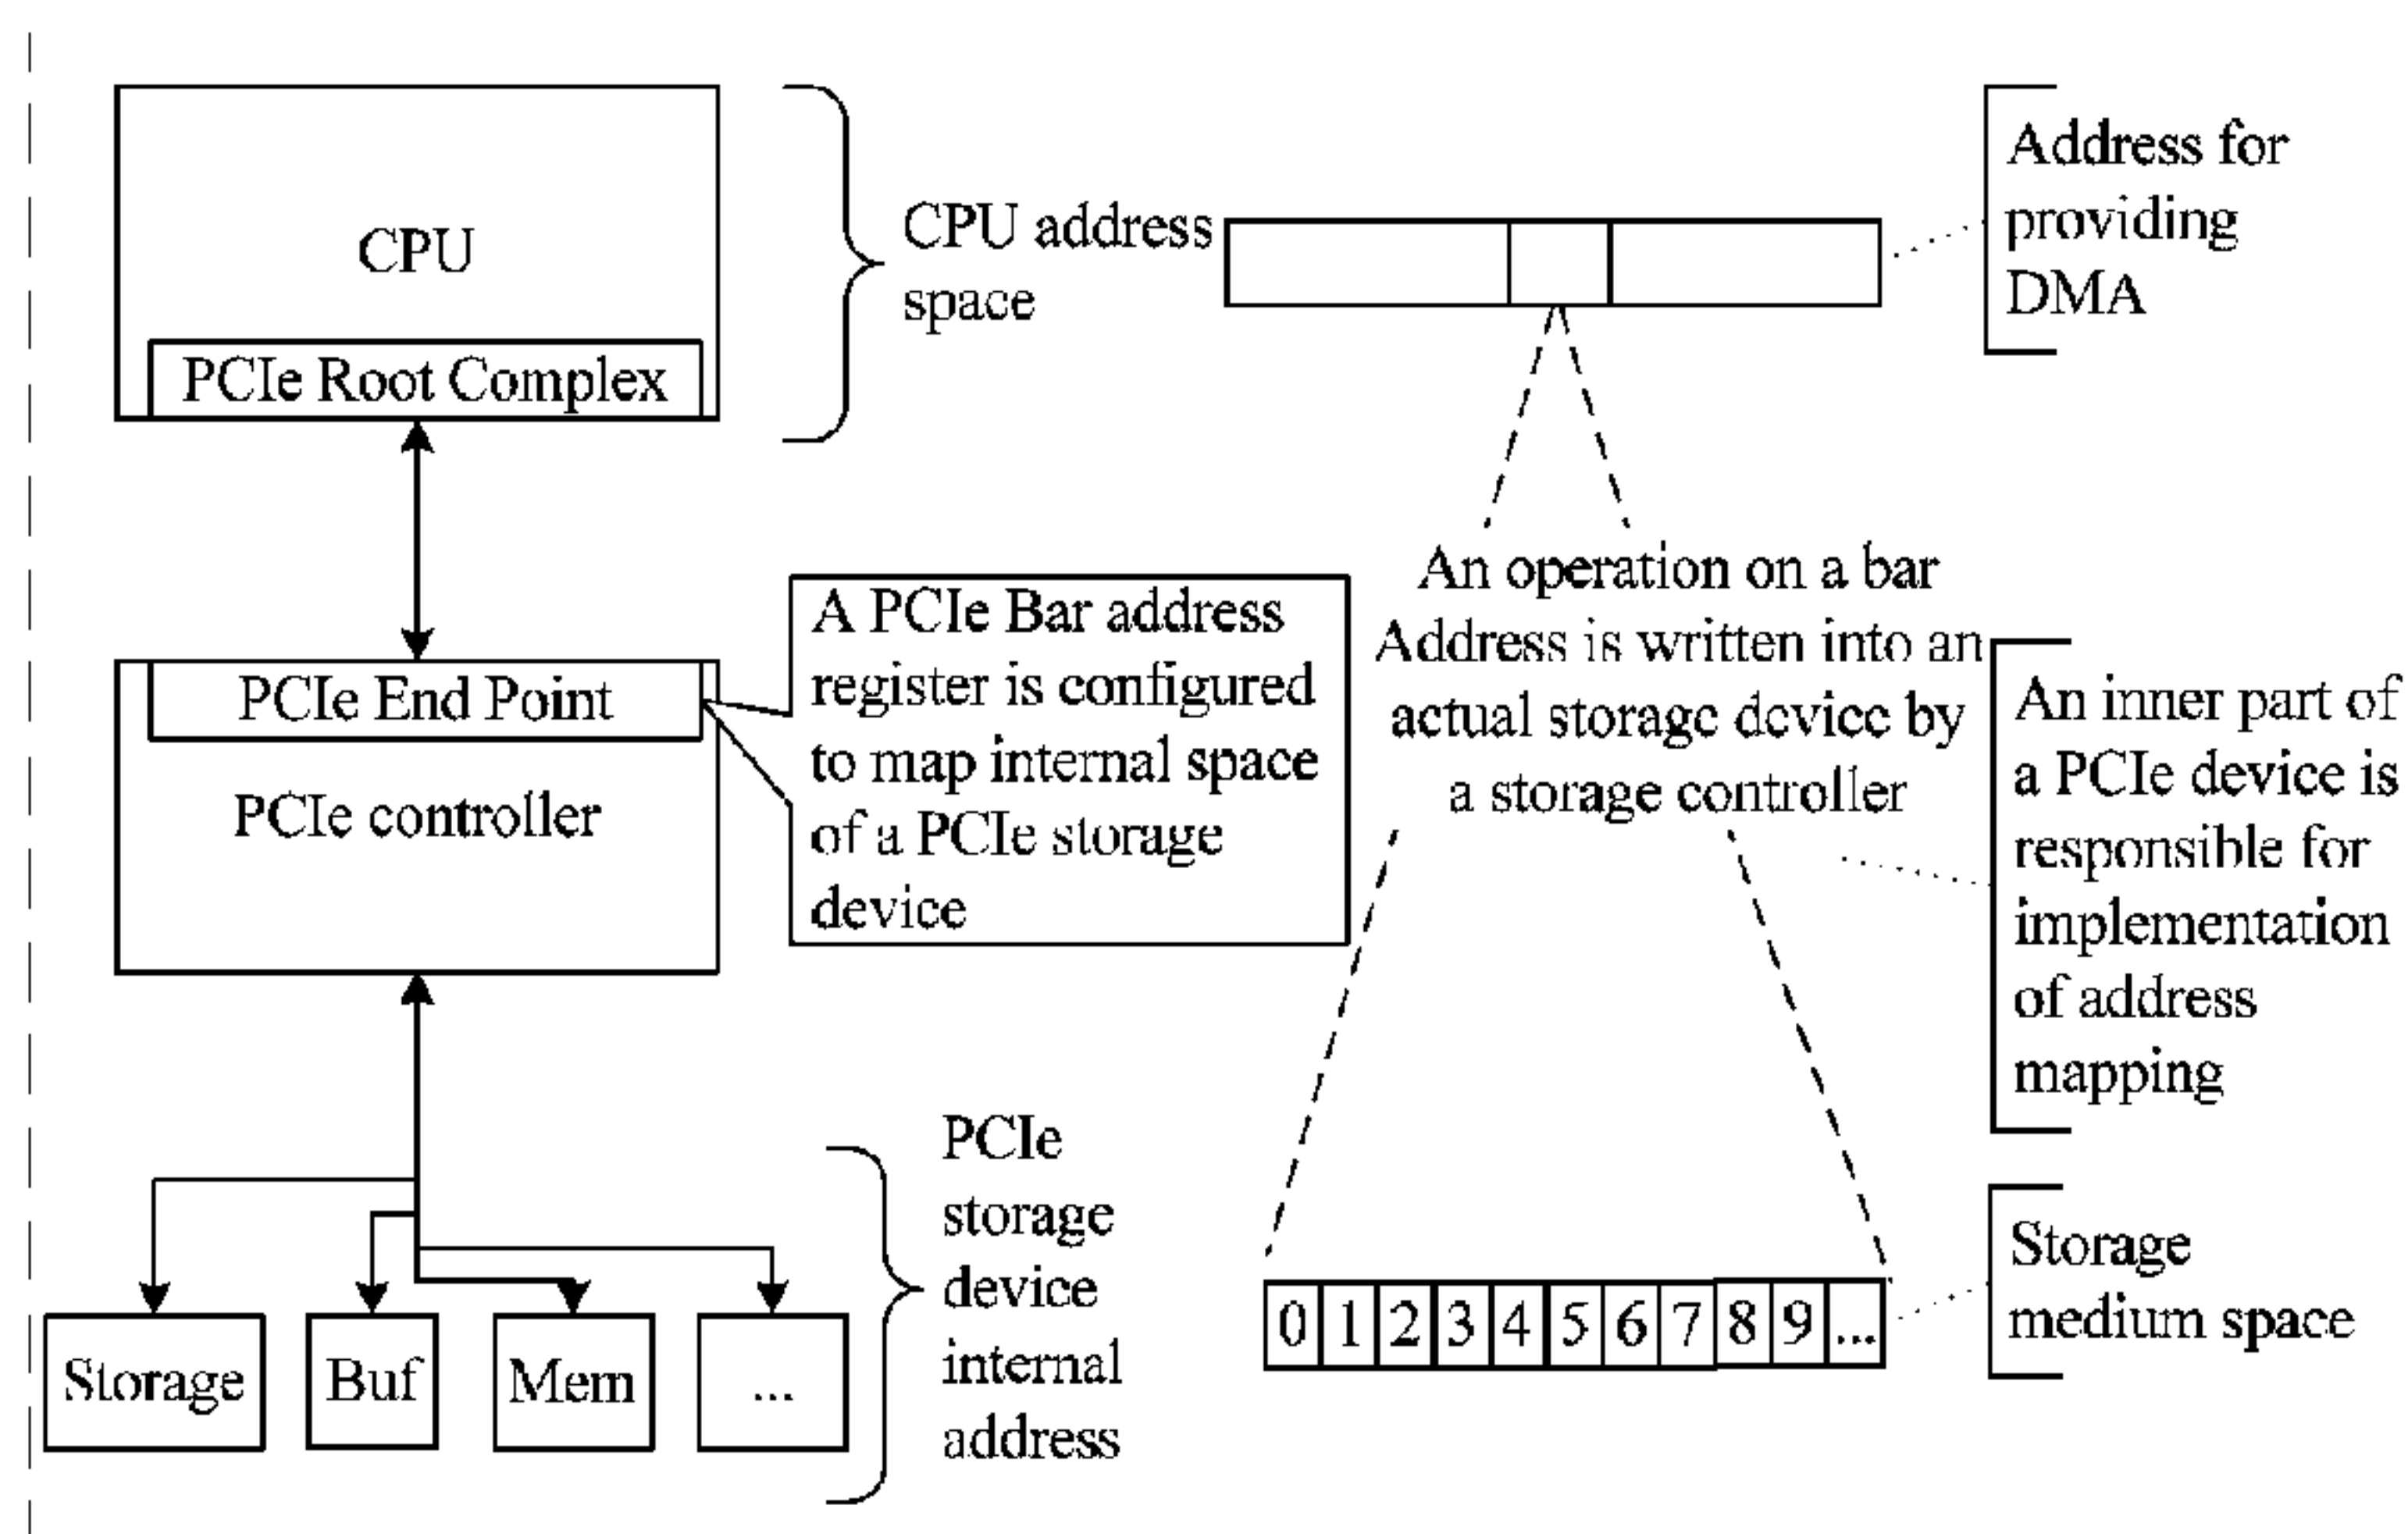 CPU
PCIe Root Complex
CPU address
space
Address for
providing
DMA
PCIe End Point
PCIe controller
A PCIe Bar address
register is configured
to map internal space
of a PCIe storage
device
An operation on a bar
Address is written into an
actual storage device by
a storage controller
An inner part of
a PCIe device is
responsible for
implementation
of address
mapping
Storage
Buf
Mem
...
PCIe
storage
device
internal
address
0 1 2 3 4 5 6 7 8 9 ...
Storage
medium space